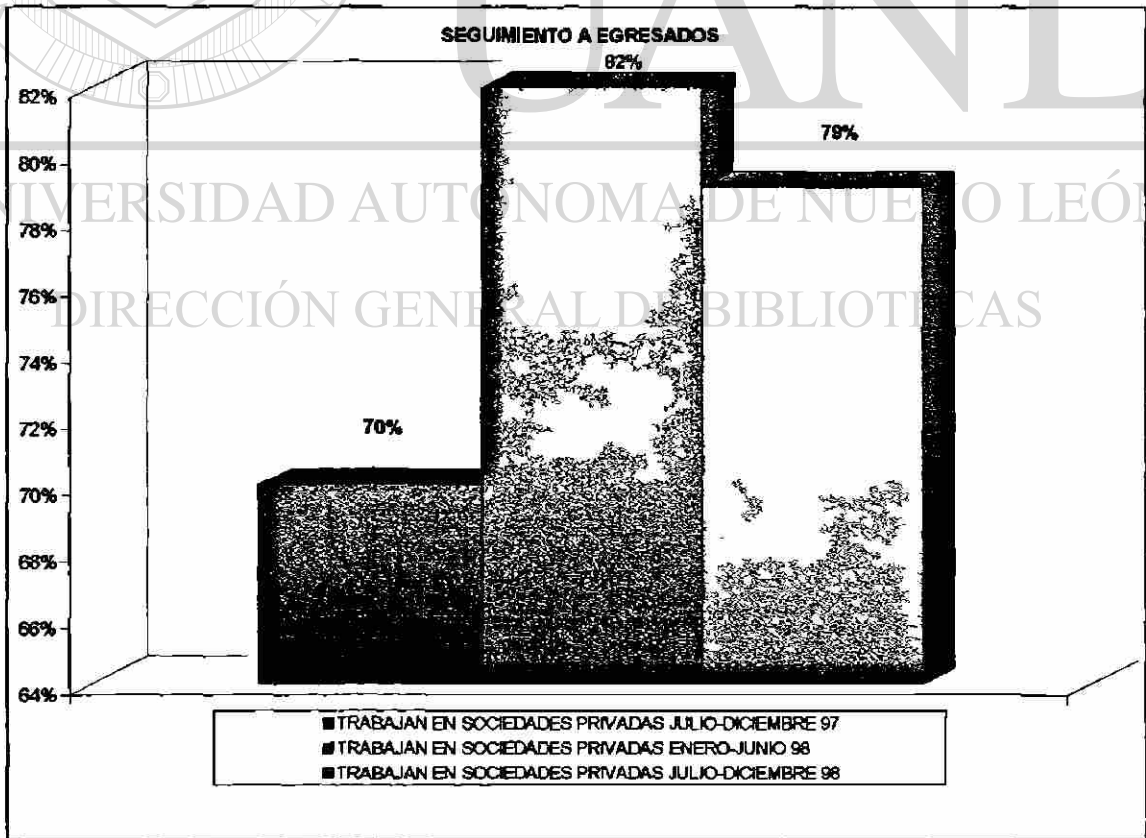 SEGUIMIENTO A EGRESADOS
82%
79%
70%
82%
80%
78%
76%
74%
72%
70%
68%
66%
64%
TRABAJAN EN SOCIEDADES PRIVADAS JULIO-DICIEMBRE 97
TRABAJAN EN SOCIEDADES PRIVADAS ENERO-JUNIO 98
TRABAJAN EN SOCIEDADES PRIVADAS JULIO-DICIEMBRE 98
UANL
UNIVERSIDAD AUTÓNOMA DE NUEVO LEÓN
DIRECCIÓN GENERAL DE BIBLIOTECAS